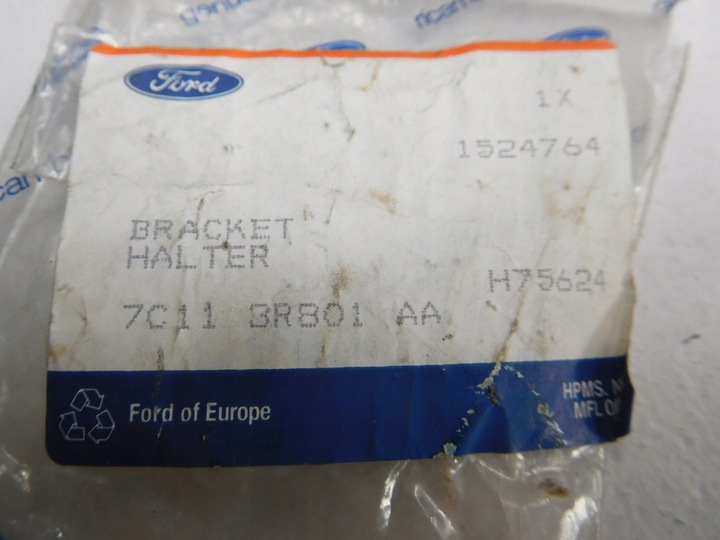 Ford
1X
1524764
BRACKET
HALTER
H75624
7C11 3R801 AA
Ford of Europe
HPMS.
MFL